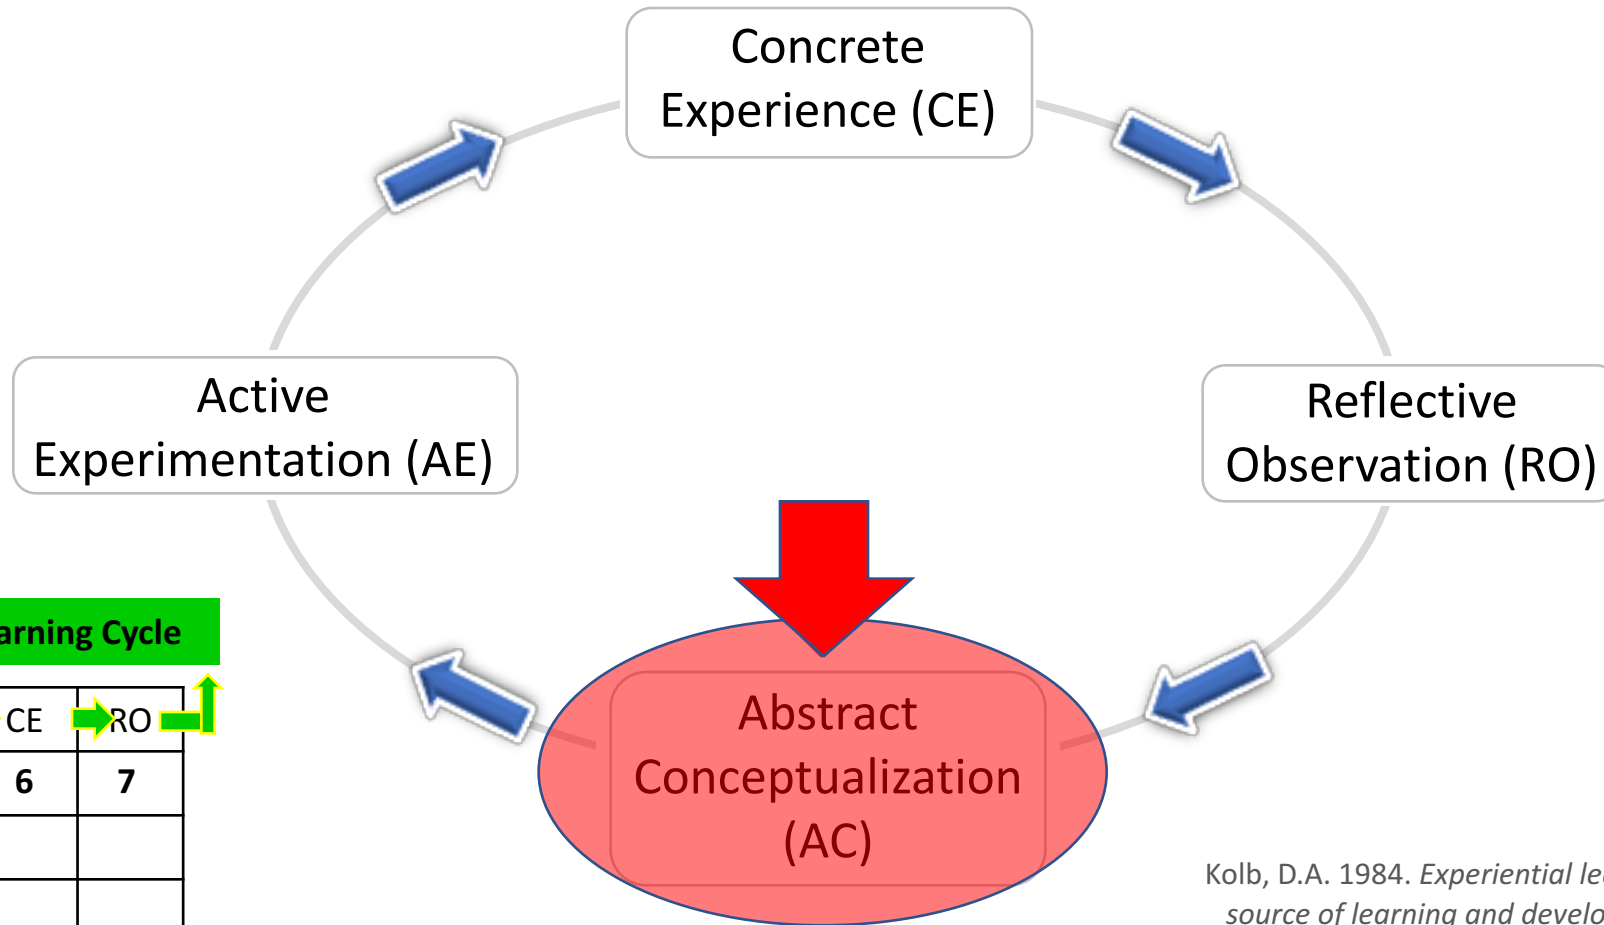 Concrete
Experience (CE)
Active
Experimentation (AE)
Reflective
Observation (RO)
Abstract
Conceptualization
(AC)
arning Cycle
CE RO
6 7
Kolb, D.A. 1984. Experiential lea
source of learning and develo